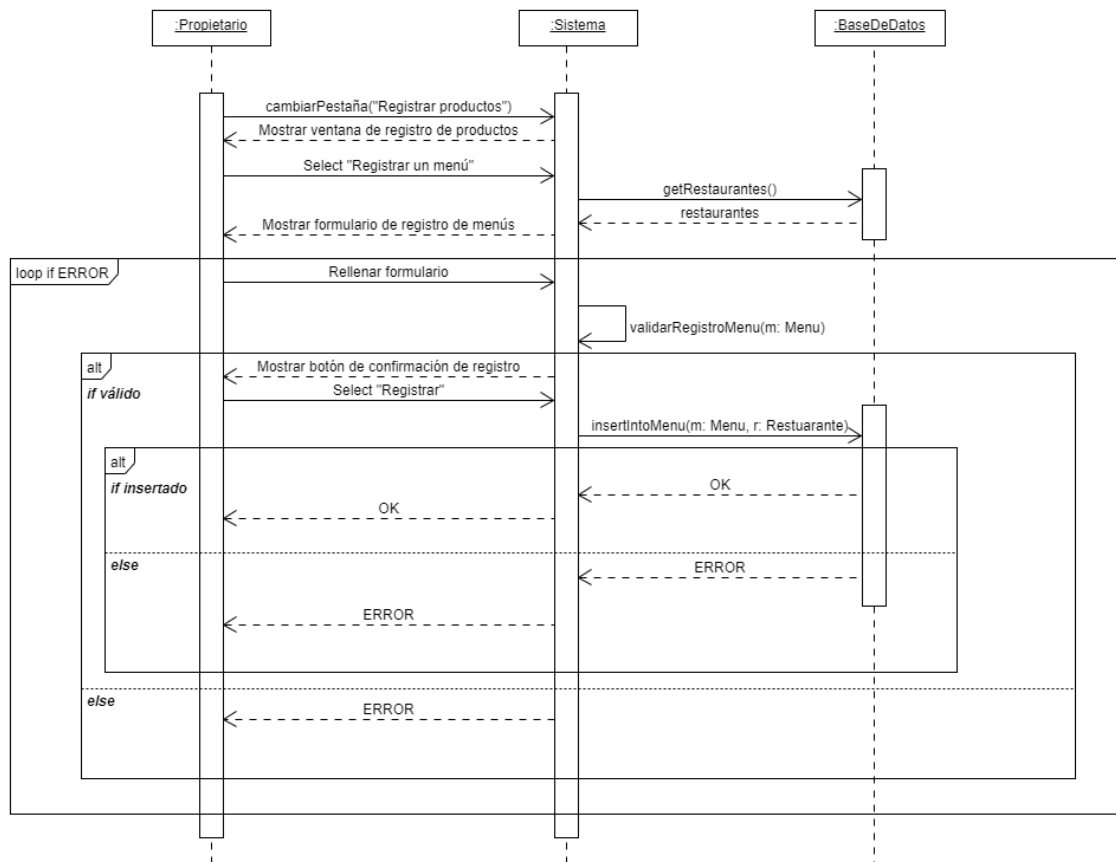 :Propietario
:Sistema
:BaseDeDatos
cambiarPestaña("Registrar productos")
Mostrar ventana de registro de productos
Select "Registrar un menú"
getRestaurantes()
restaurantes
Mostrar formulario de registro de menús
loop if ERROR
Rellenar formulario
validarRegistroMenu(m: Menu)
alt
Mostrar botón de confirmación de registro
if válido
Select "Registrar"
insertIntoMenu(m: Menu, r: Restuarante)
alt
if insertado
OK
OK
else
ERROR
ERROR
else
ERROR